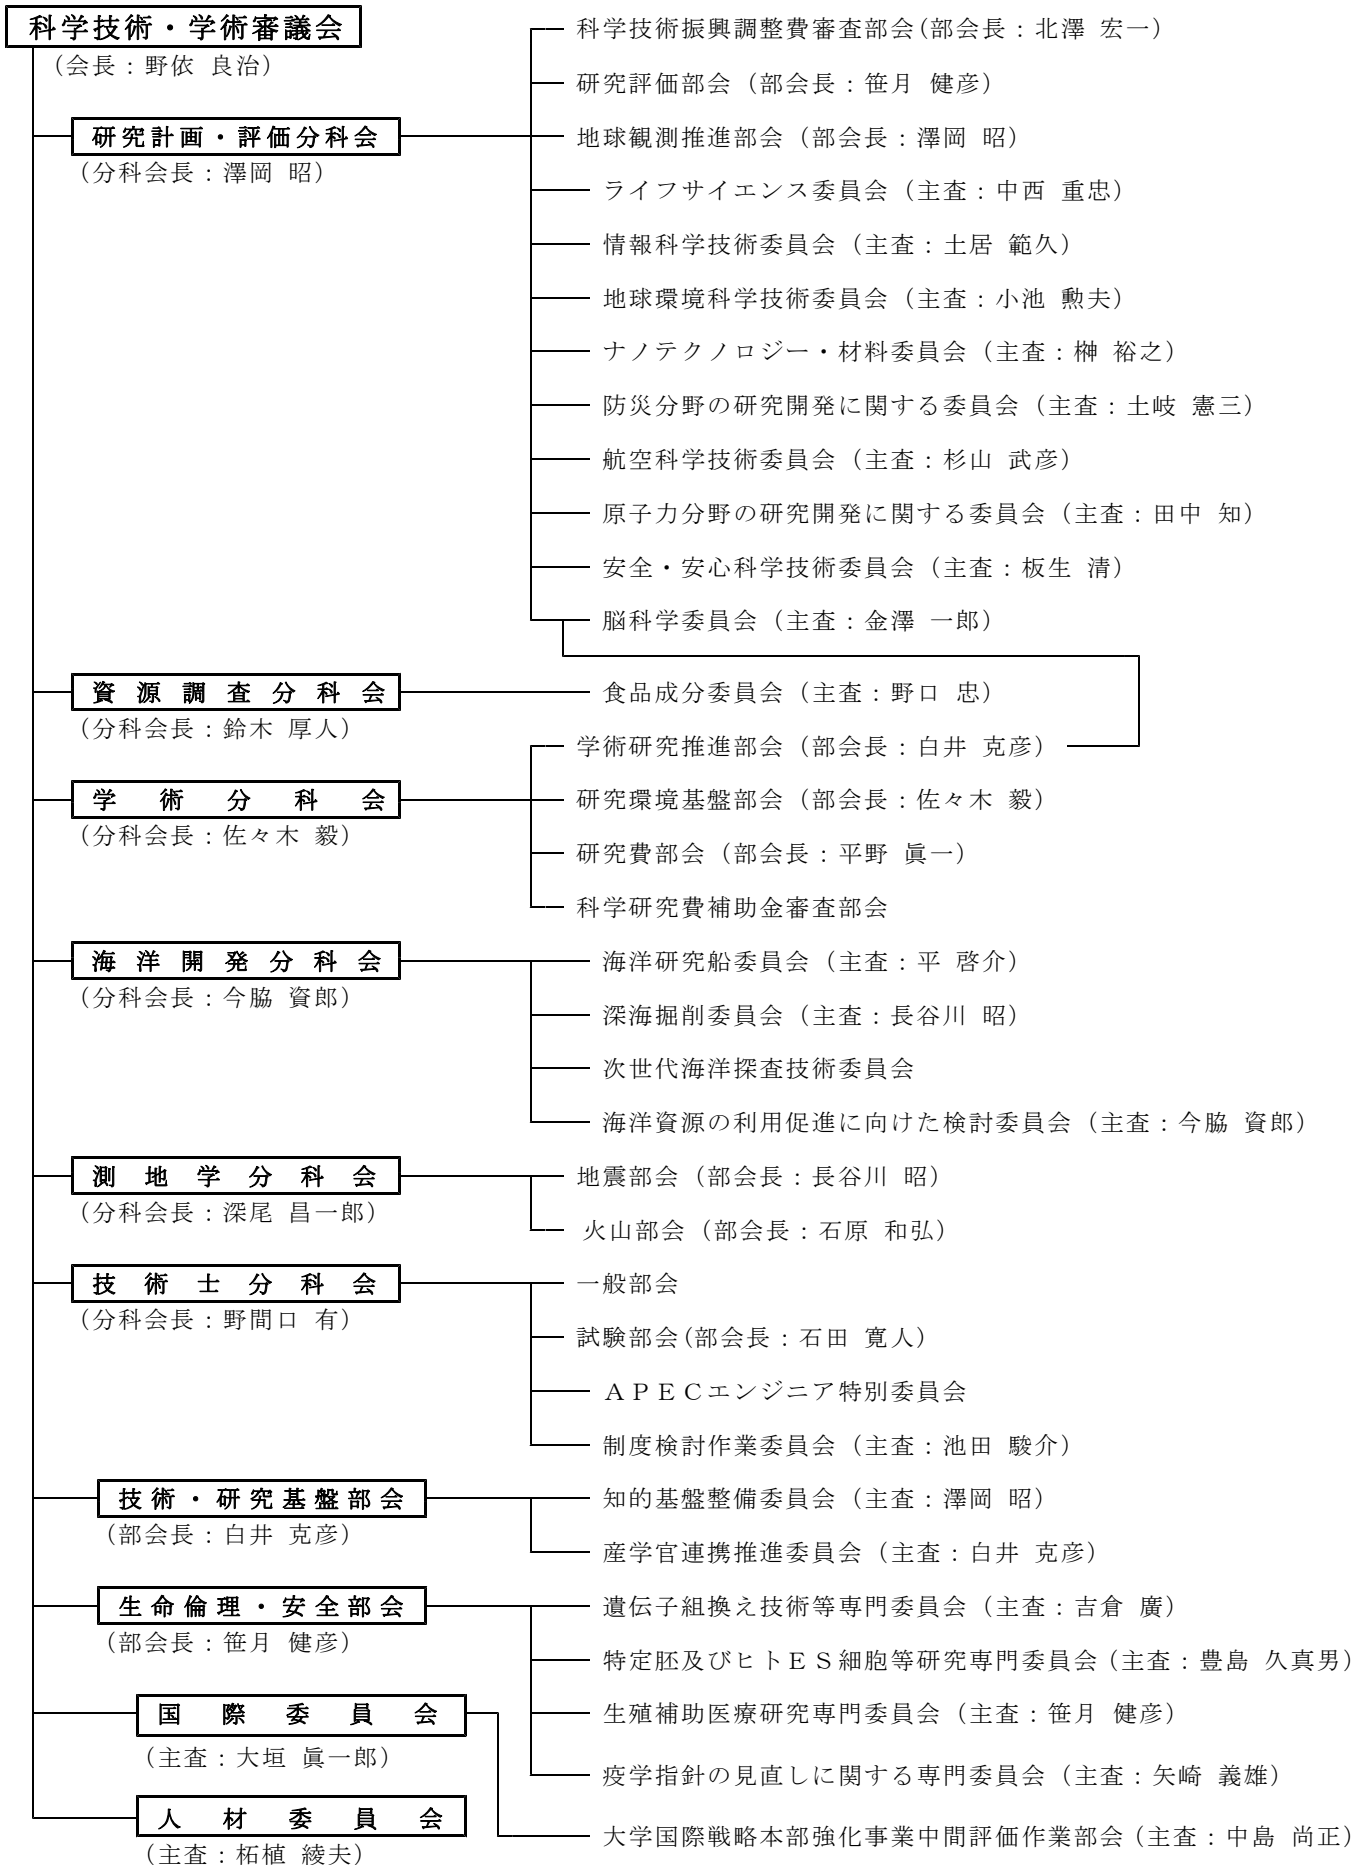 科学技術・学術審議会
（会長：野依 良治）
研究計画・評価分科会
（分科会長：澤岡 昭）
科学技術振興調整費審査部会(部会長：北澤 宏一）
研究評価部会（部会長：笹月 健彦）
地球観測推進部会（部会長：澤岡 昭）
ライフサイエンス委員会（主査：中西 重忠）
情報科学技術委員会（主査：土居 範久）
地球環境科学技術委員会（主査：小池 勲夫）
ナノテクノロジー・材料委員会（主査：榊 裕之）
防災分野の研究開発に関する委員会（主査：土岐 憲三）
航空科学技術委員会（主査：杉山 武彦）
原子力分野の研究開発に関する委員会（主査：田中 知）
安全・安心科学技術委員会（主査：板生 清）
脳科学委員会（主査：金澤 一郎）
資源調査分科会
（分科会長：鈴木 厚人）
食品成分委員会（主査：野口 忠）
学術分科会
（分科会長：佐々木 毅）
学術研究推進部会（部会長：白井 克彦）
研究環境基盤部会（部会長：佐々木 毅）
研究費部会（部会長：平野 眞一）
科学研究費補助金審査部会
海洋開発分科会
（分科会長：今脇 資郎）
海洋研究船委員会（主査：平 啓介）
深海掘削委員会（主査：長谷川 昭）
次世代海洋探査技術委員会
海洋資源の利用促進に向けた検討委員会（主査：今脇 資郎）
測地学分科会
（分科会長：深尾 昌一郎）
地震部会（部会長：長谷川 昭）
火山部会（部会長：石原 和弘）
技術士分科会
（分科会長：野間口 有）
一般部会
試験部会(部会長：石田 寛人）
ＡＰＥＣエンジニア特別委員会
制度検討作業委員会（主査：池田 駿介）
技術・研究基盤部会
（部会長：白井 克彦）
知的基盤整備委員会（主査：澤岡 昭）
産学官連携推進委員会（主査：白井 克彦）
生命倫理・安全部会
（部会長：笹月 健彦）
遺伝子組換え技術等専門委員会（主査：吉倉 廣）
特定胚及びヒトＥＳ細胞等研究専門委員会（主査：豊島 久真男）
生殖補助医療研究専門委員会（主査：笹月 健彦）
疫学指針の見直しに関する専門委員会（主査：矢崎 義雄）
国際委員会
（主査：大垣 眞一郎）
大学国際戦略本部強化事業中間評価作業部会（主査：中島 尚正）
人材委員会
（主査：柘植 綾夫）